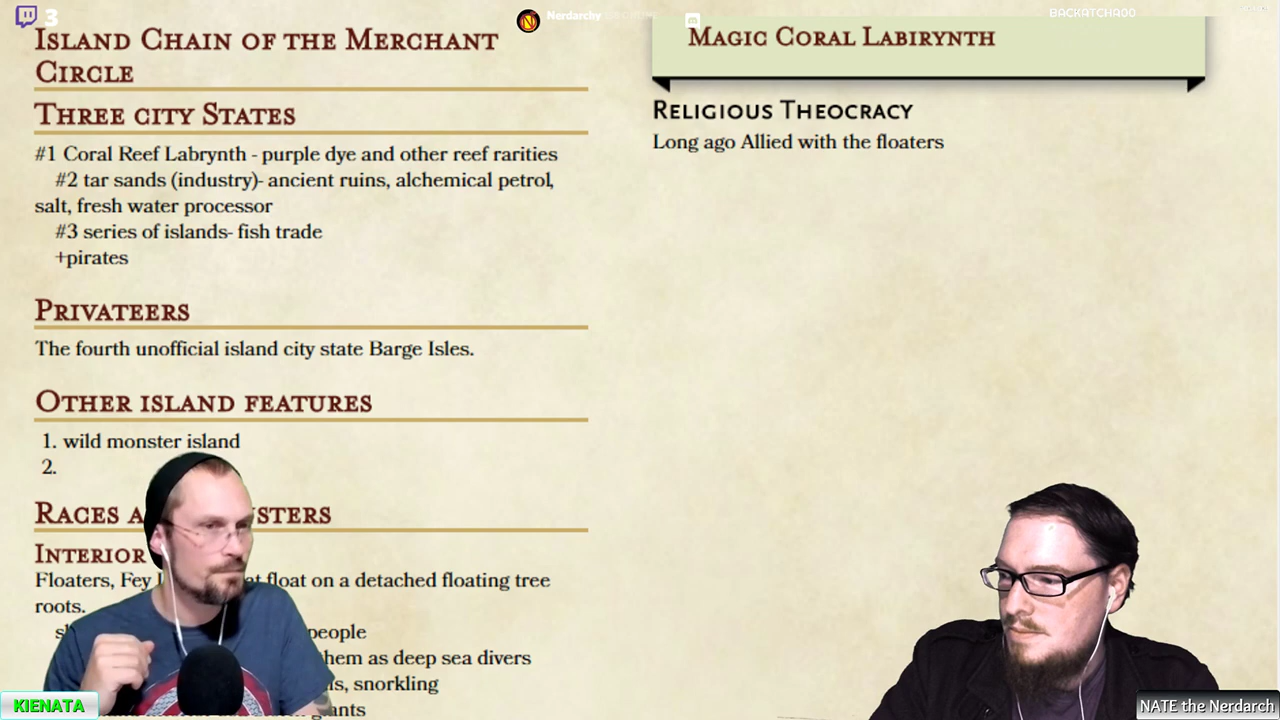 3
Nerdarchy
BACKATCHA00
Island Chain of the Merchant
Circle
Three city States
#1 Coral Reef Labrynth - purple dye and other reef rarities
#2 tar sands (industry)- ancient ruins, alchemical petrol,
salt, fresh water processor
#3 series of islands- fish trade
+pirates
Privateers
The fourth unofficial island city state Barge Isles.
Other island features
1. wild monster island
2.
Races
Interior
Floaters, Fey float on a detached floating tree
roots.
people
them as deep sea divers
snorkling
giants
Magic Coral Labirynth
Religious Theocracy
Long ago Allied with the floaters
KIENATA
NATE the Nerdarch